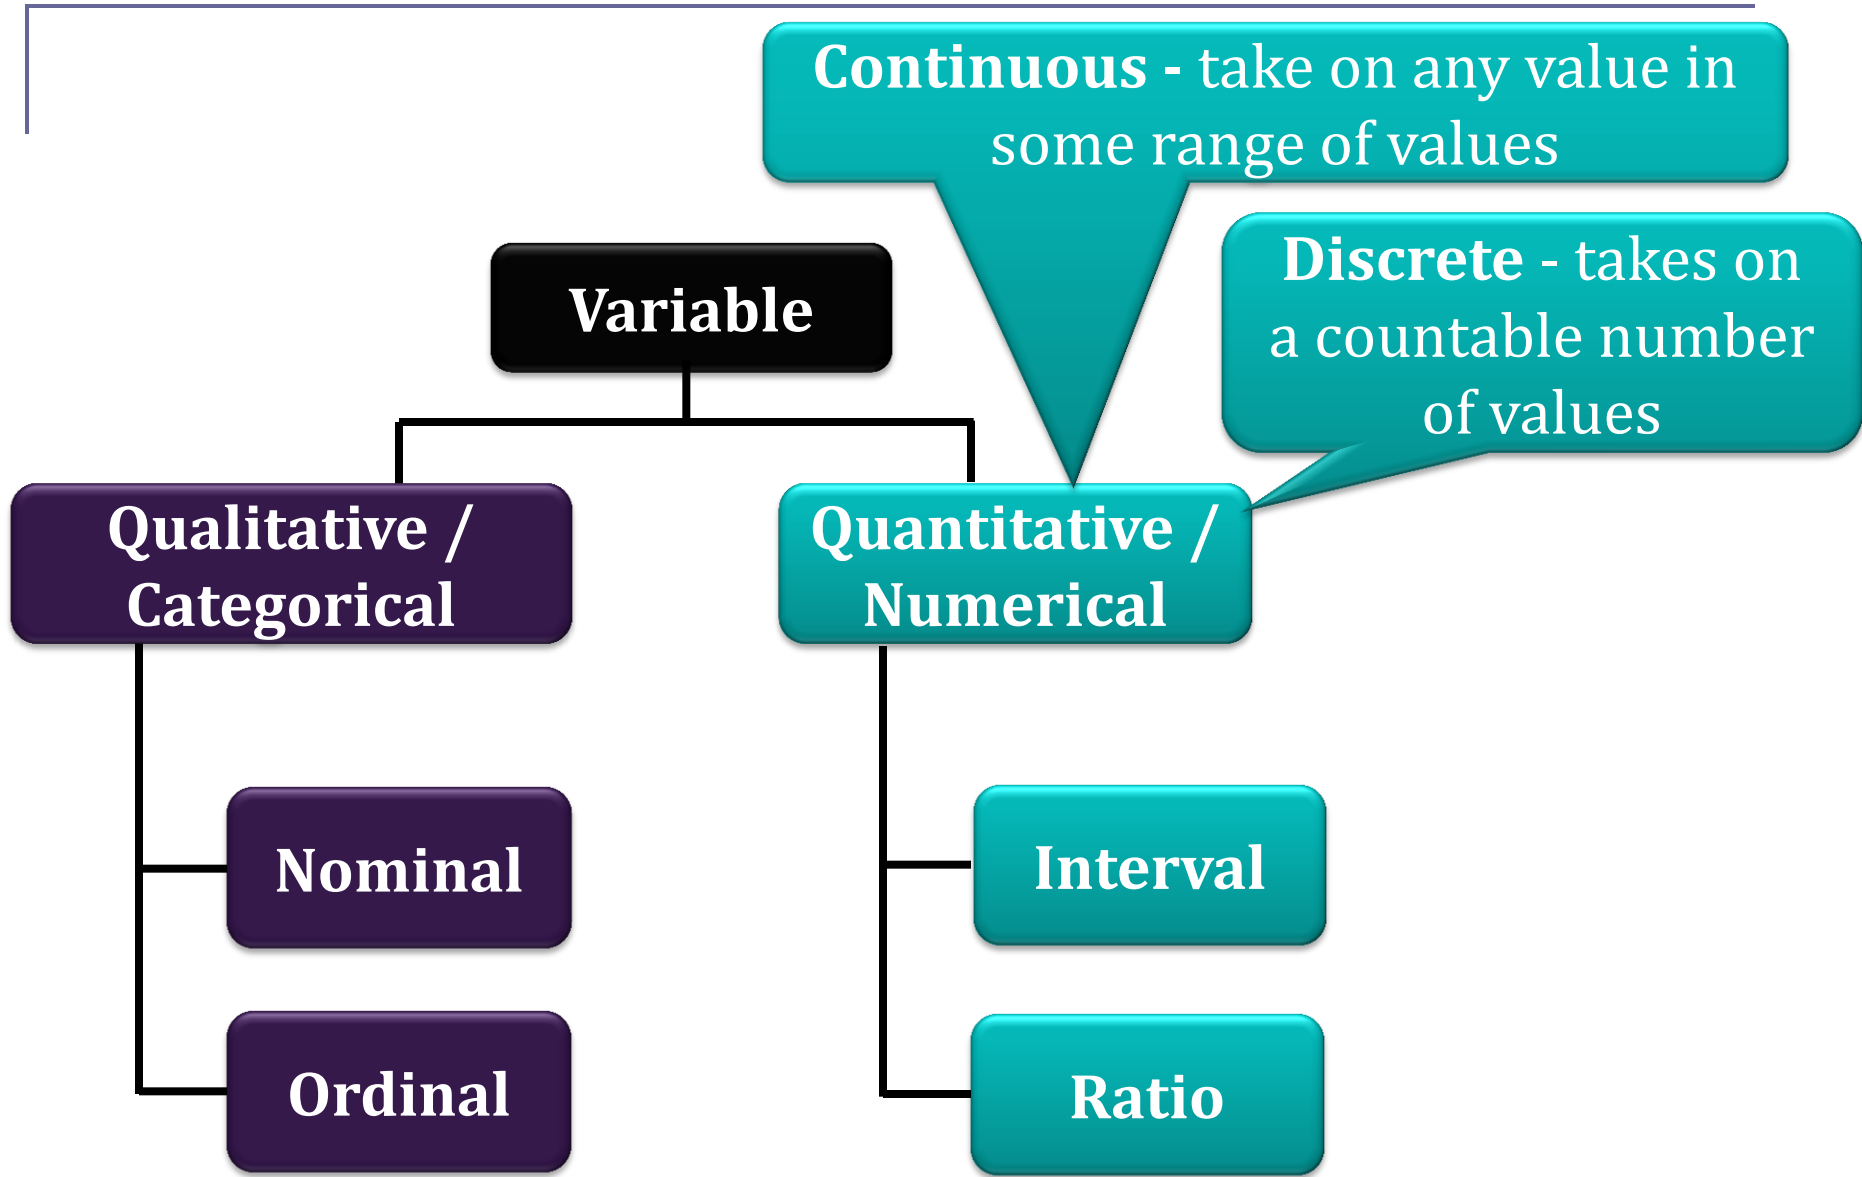 Continuous - take on any value in
some range of values
Discrete - takes on
a countable number
of values
Variable
Qualitative /
Categorical
Quantitative /
Numerical
Nominal
Interval
Ordinal
Ratio